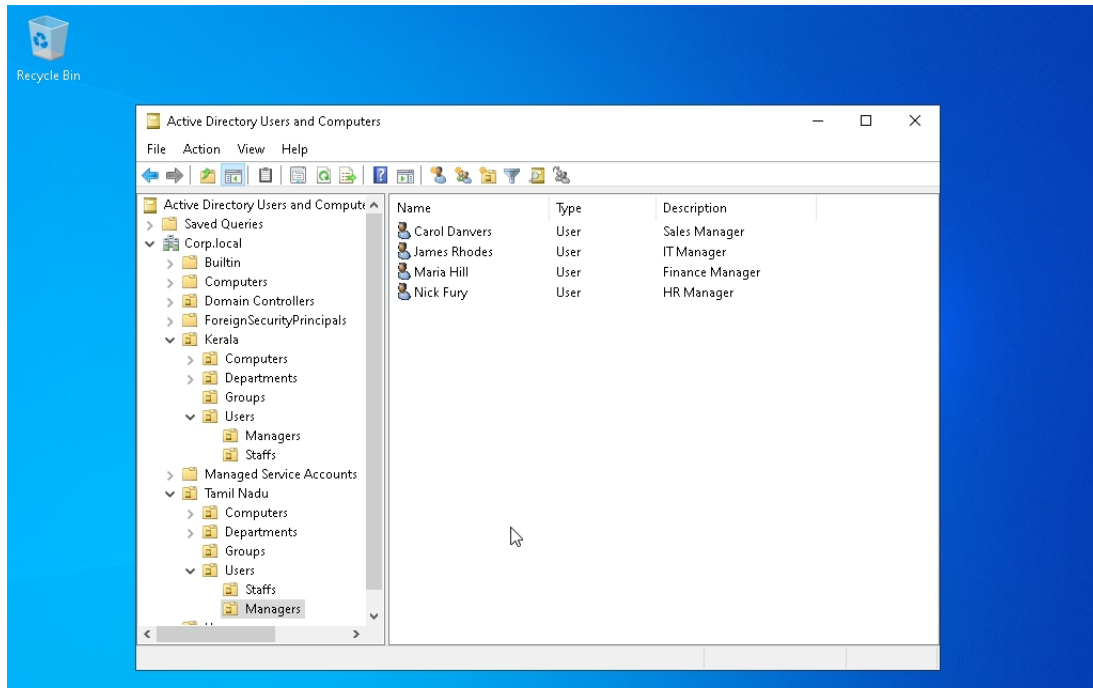 Recycle Bin
Active Directory Users and Computers
File Action View Help
Active Directory Users and Compute
Saved Queries
Corp.local
Builtin
Computers
Domain Controllers
ForeignSecurityPrincipals
Kerala
Computers
Departments
Groups
Users
Managers
Staffs
Managed Service Accounts
Tamil Nadu
Computers
Departments
Groups
Users
Staffs
Managers
Name Type Description
Carol Danvers User Sales Manager
James Rhodes User IT Manager
Maria Hill User Finance Manager
Nick Fury User HR Manager